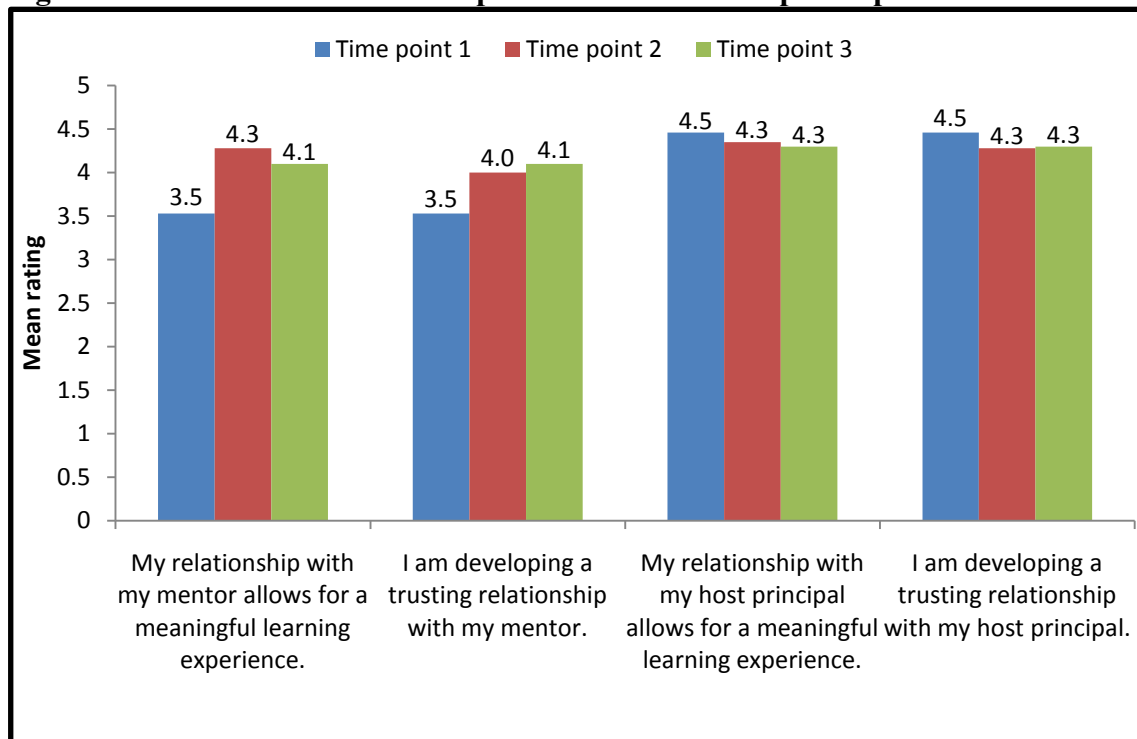 Time point 1 Time point 2 Time point 3
5
4.5
4
3.5
3
2.5
2
1.5
1
0.5
0
Mean rating
3.5 4.3 4.1
3.5 4.0 4.1
4.5 4.3 4.3
4.5 4.3 4.3
My relationship with
my mentor allows for a
meaningful learning
experience.
I am developing a
trusting relationship
with my mentor.
My relationship with
my host principal
allows for a meaningful
learning experience.
I am developing a
trusting relationship
with my host principal.